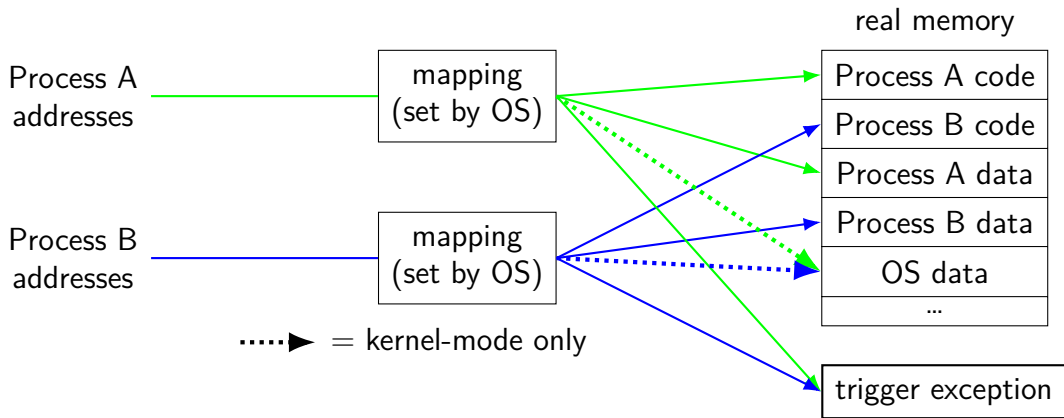 real memory
Process A
addresses
mapping
(set by OS)
Process A code
Process B code
Process A data
Process B data
OS data
...
Process B
addresses
mapping
(set by OS)
= kernel-mode only
trigger exception